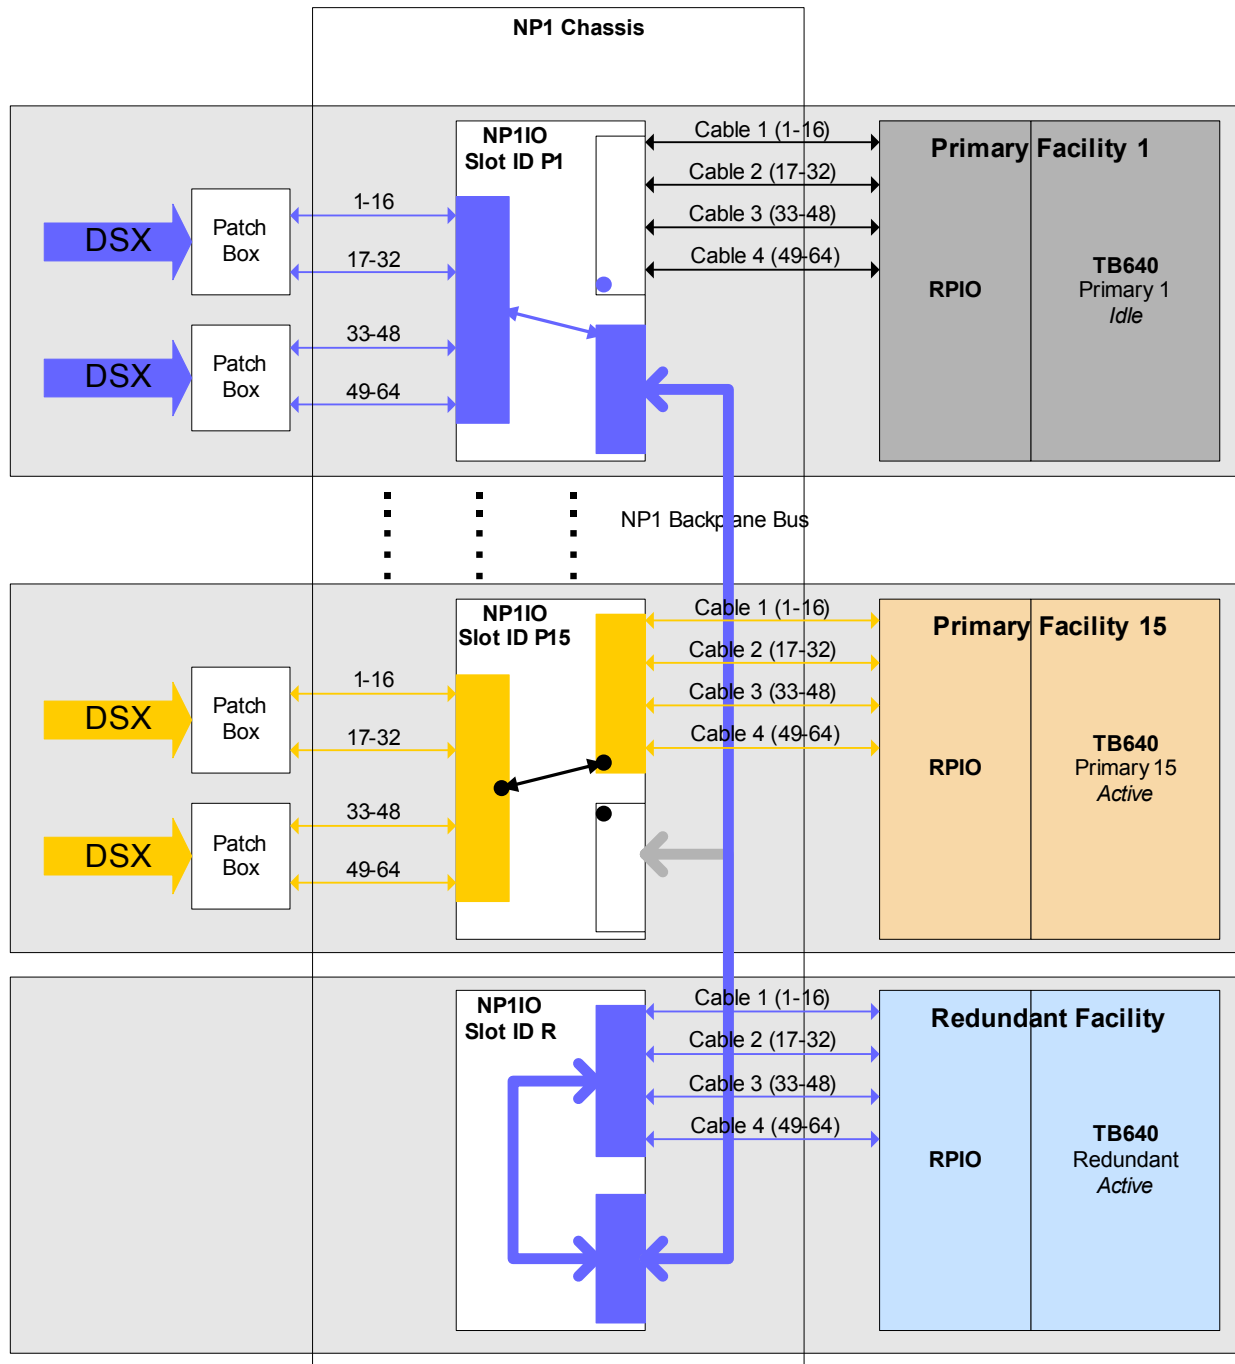 NP1 Chassis
NP1IO
Slot ID P1
Cable 1 (1-16)
Cable 2 (17-32)
Cable 3 (33-48)
Cable 4 (49-64)
Primary Facility 1
DSX
Patch
Box
1-16
17-32
RPIO
TB640
Primary 1
Idle
DSX
Patch
Box
33-48
49-64
NP1 Backplane Bus
NP1IO
Slot ID P15
Cable 1 (1-16)
Cable 2 (17-32)
Cable 3 (33-48)
Cable 4 (49-64)
Primary Facility 15
DSX
Patch
Box
1-16
17-32
RPIO
TB640
Primary 15
Active
DSX
Patch
Box
33-48
49-64
NP1IO
Slot ID R
Cable 1 (1-16)
Cable 2 (17-32)
Cable 3 (33-48)
Cable 4 (49-64)
Redundant Facility
RPIO
TB640
Redundant
Active